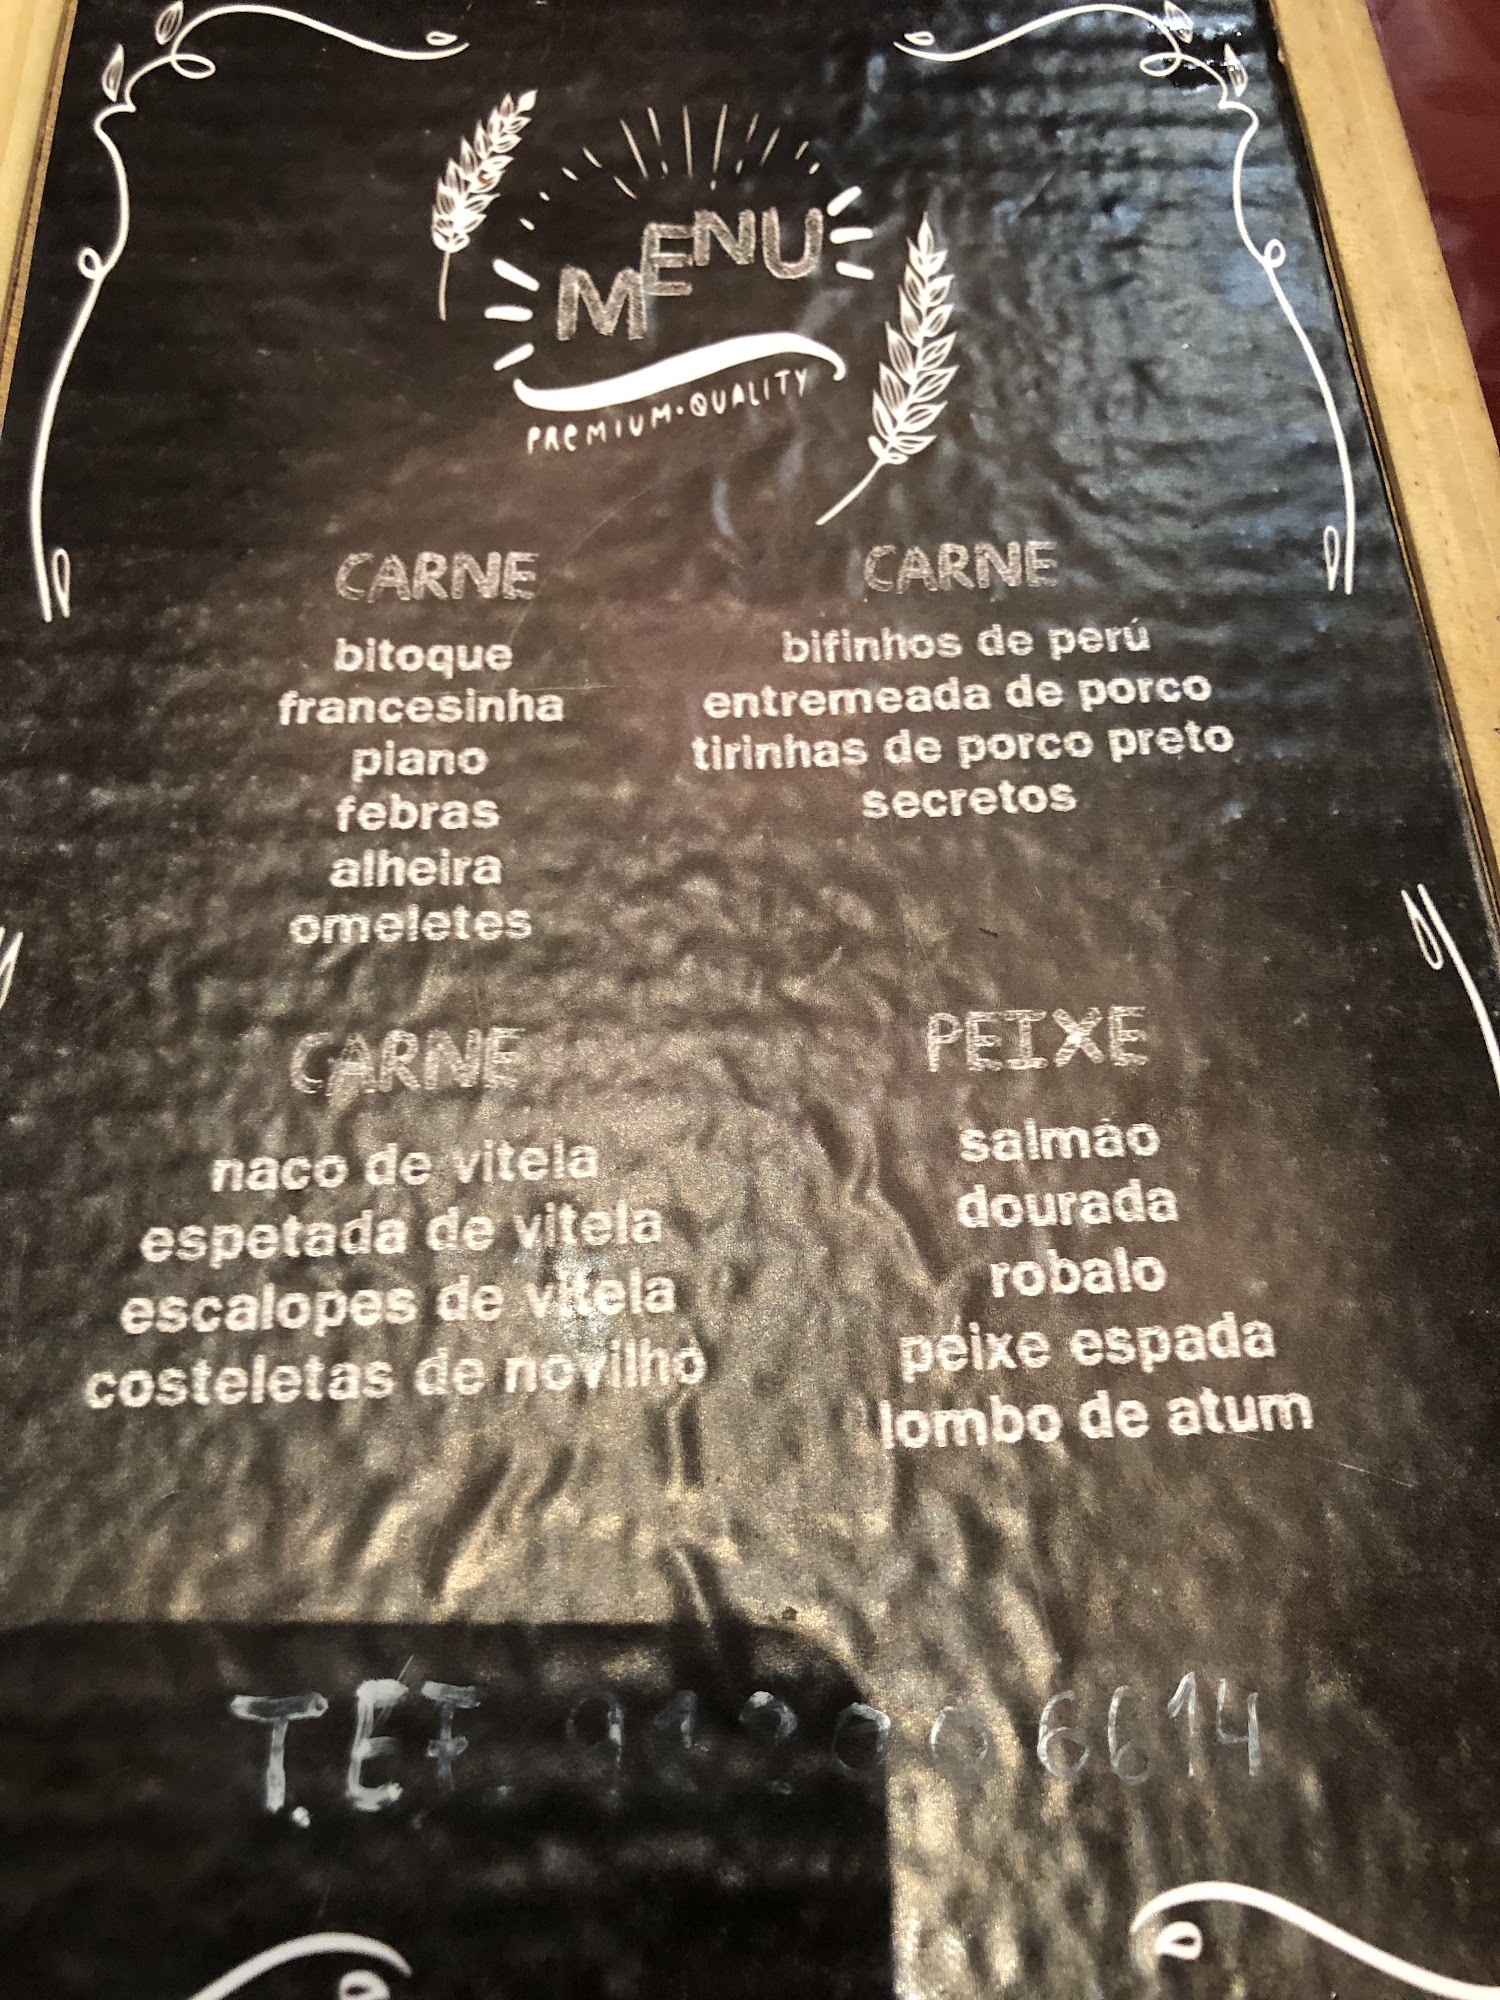 MENU
PREMIUM·QUALITY
CARNE
bitoque
francesinha
piano
febras
alheira
omeletes
CARNE
bifinhos de perú
entremeada de porco
tirinhas de porco preto
secretos
CARNE
naco de vitela
espetada de vitela
escalopes de vitela
costeletas de novilho
PEIXE
salmão
dourada
robalo
peixe espada
lombo de atum
T.EF. 912006614